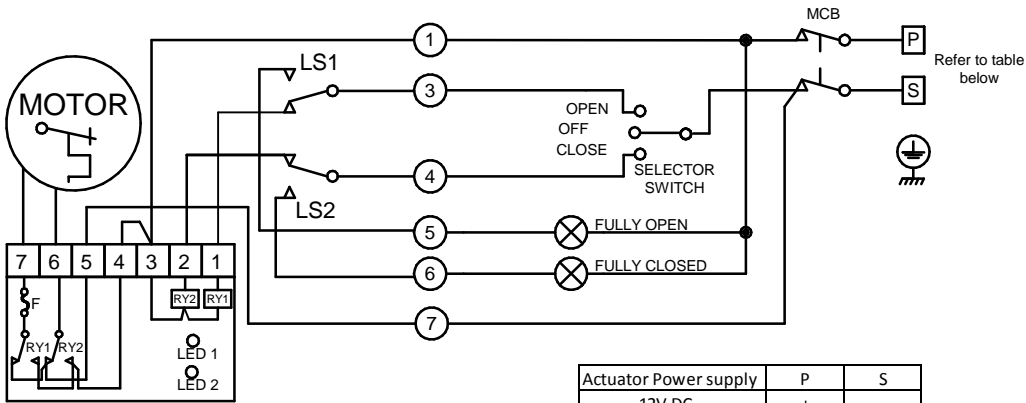 MCB
1
P
Refer to table
below
LS1
3
S
OPEN
OFF
CLOSE
SELECTOR
SWITCH
MOTOR
4
LS2
5
FULLY OPEN
6
FULLY CLOSED
7
7 6 5 4 3 2 1
F
RY2 RY1
RY1 RY2
LED 1
LED 2
Actuator Power supply P S
12V DC +